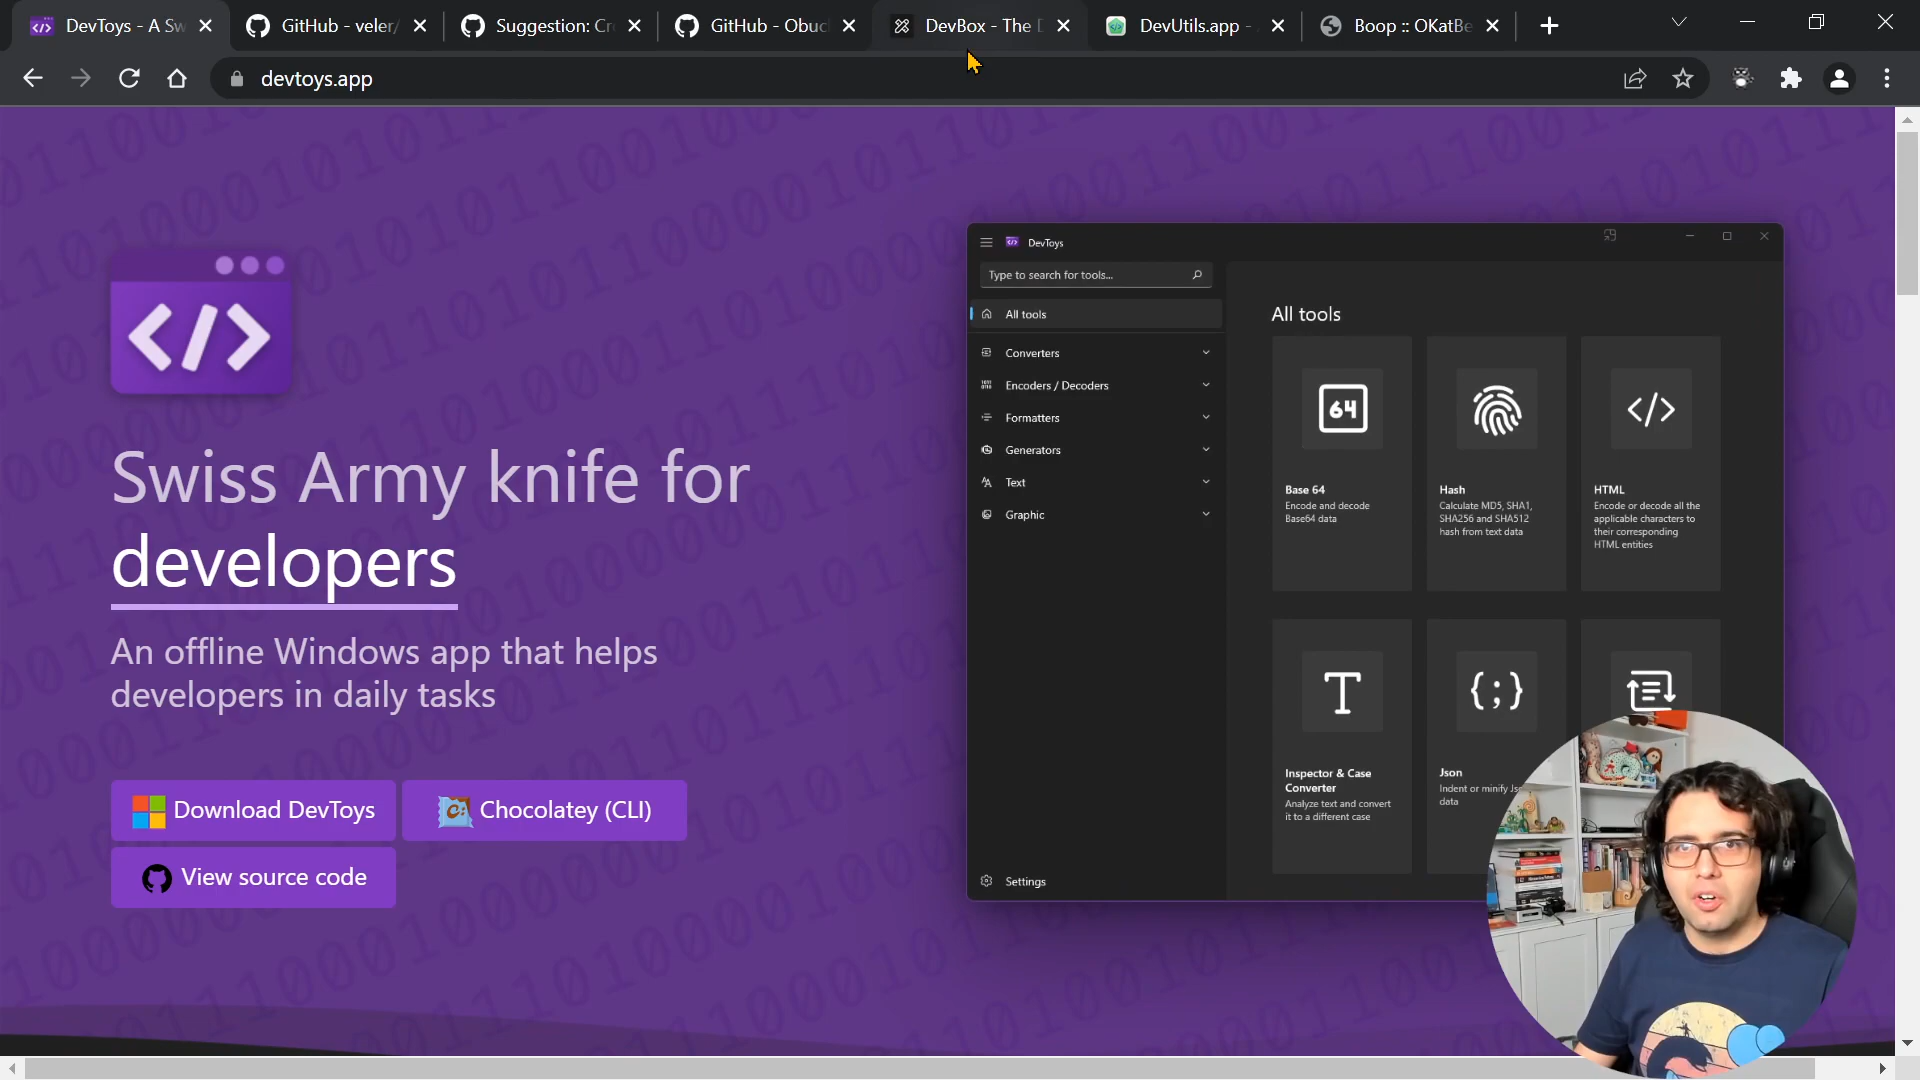 DevToys - A Sw
GitHub - veler/
Suggestion: Cr
GitHub - Obuc
DevBox - The D
DevUtils.app -
Boop :: OKatBe
devtoys.app
Swiss Army knife for
developers
An offline Windows app that helps
developers in daily tasks
Download DevToys
Chocolatey (CLI)
View source code
DevToys
Type to search for tools...
All tools
Converters
Encoders / Decoders
Formatters
Generators
Text
Graphic
Settings
All tools
64
Base 64
Encode and decode
Base64 data
Hash
Calculate MD5, SHA1,
SHA256 and SHA512
hash from text data
HTML
Encode or decode all the
applicable characters to
their corresponding
HTML entities
Inspector & Case
Converter
Analyze text and convert
it to a different case
Json
Indent or minify Js
data